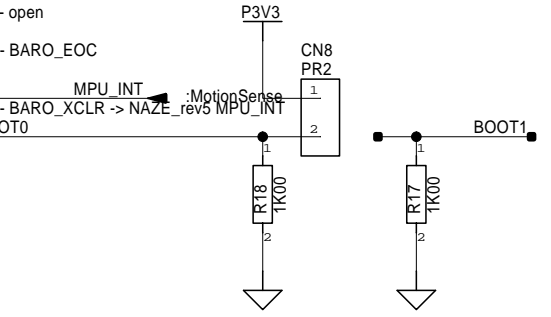 - open
P3V3
- BARO_EOC
CN8
PR2
MPU_INT
:MotionSense
1
- BARO_XCLR -> NAZE_rev5 MPU_INT
OT0
2
BOOT1
1
1
R18
1K00
R17
1K00
2
2